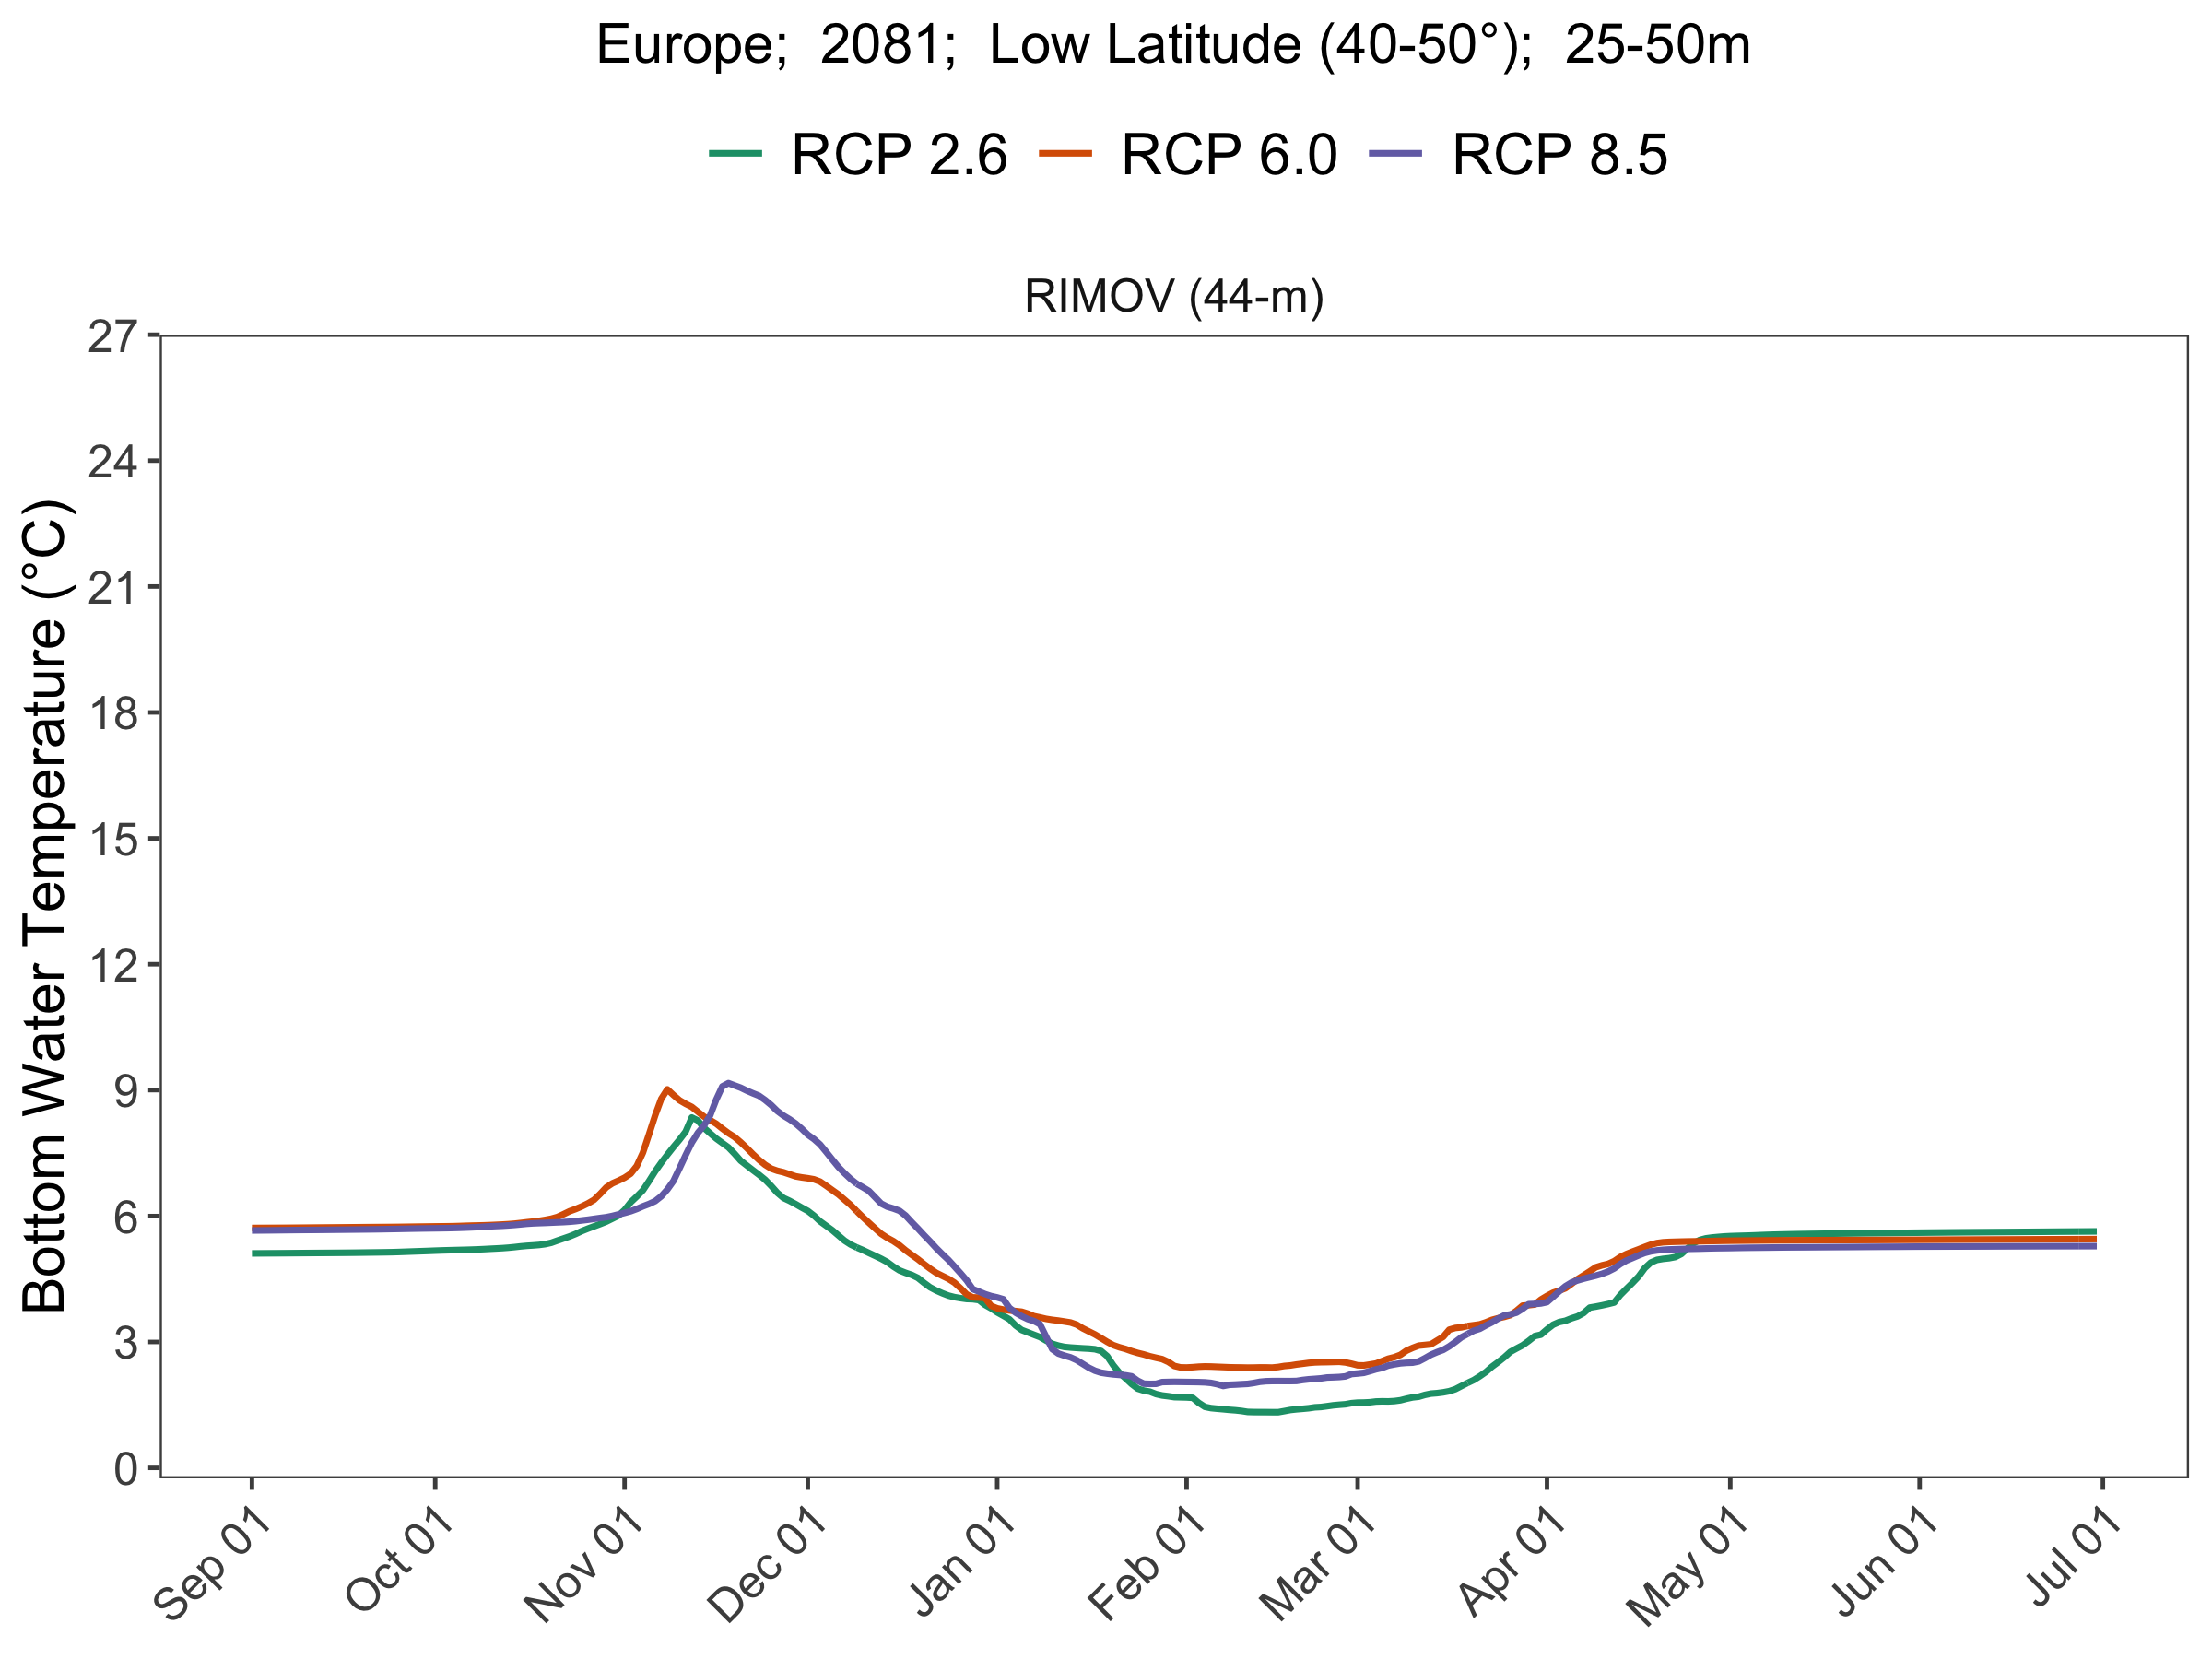 Europe; 2081; Low Latitude (40-50°); 25-50m
RCP 2.6 RCP 6.0 RCP 8.5
RIMOV (44-m)
Bottom Water Temperature (°C)
27
24
21
18
15
12
9
6
3
0
Sep 01 Oct 01 Nov 01 Dec 01 Jan 01 Feb 01 Mar 01 Apr 01 May 01 Jun 01 Jul 01